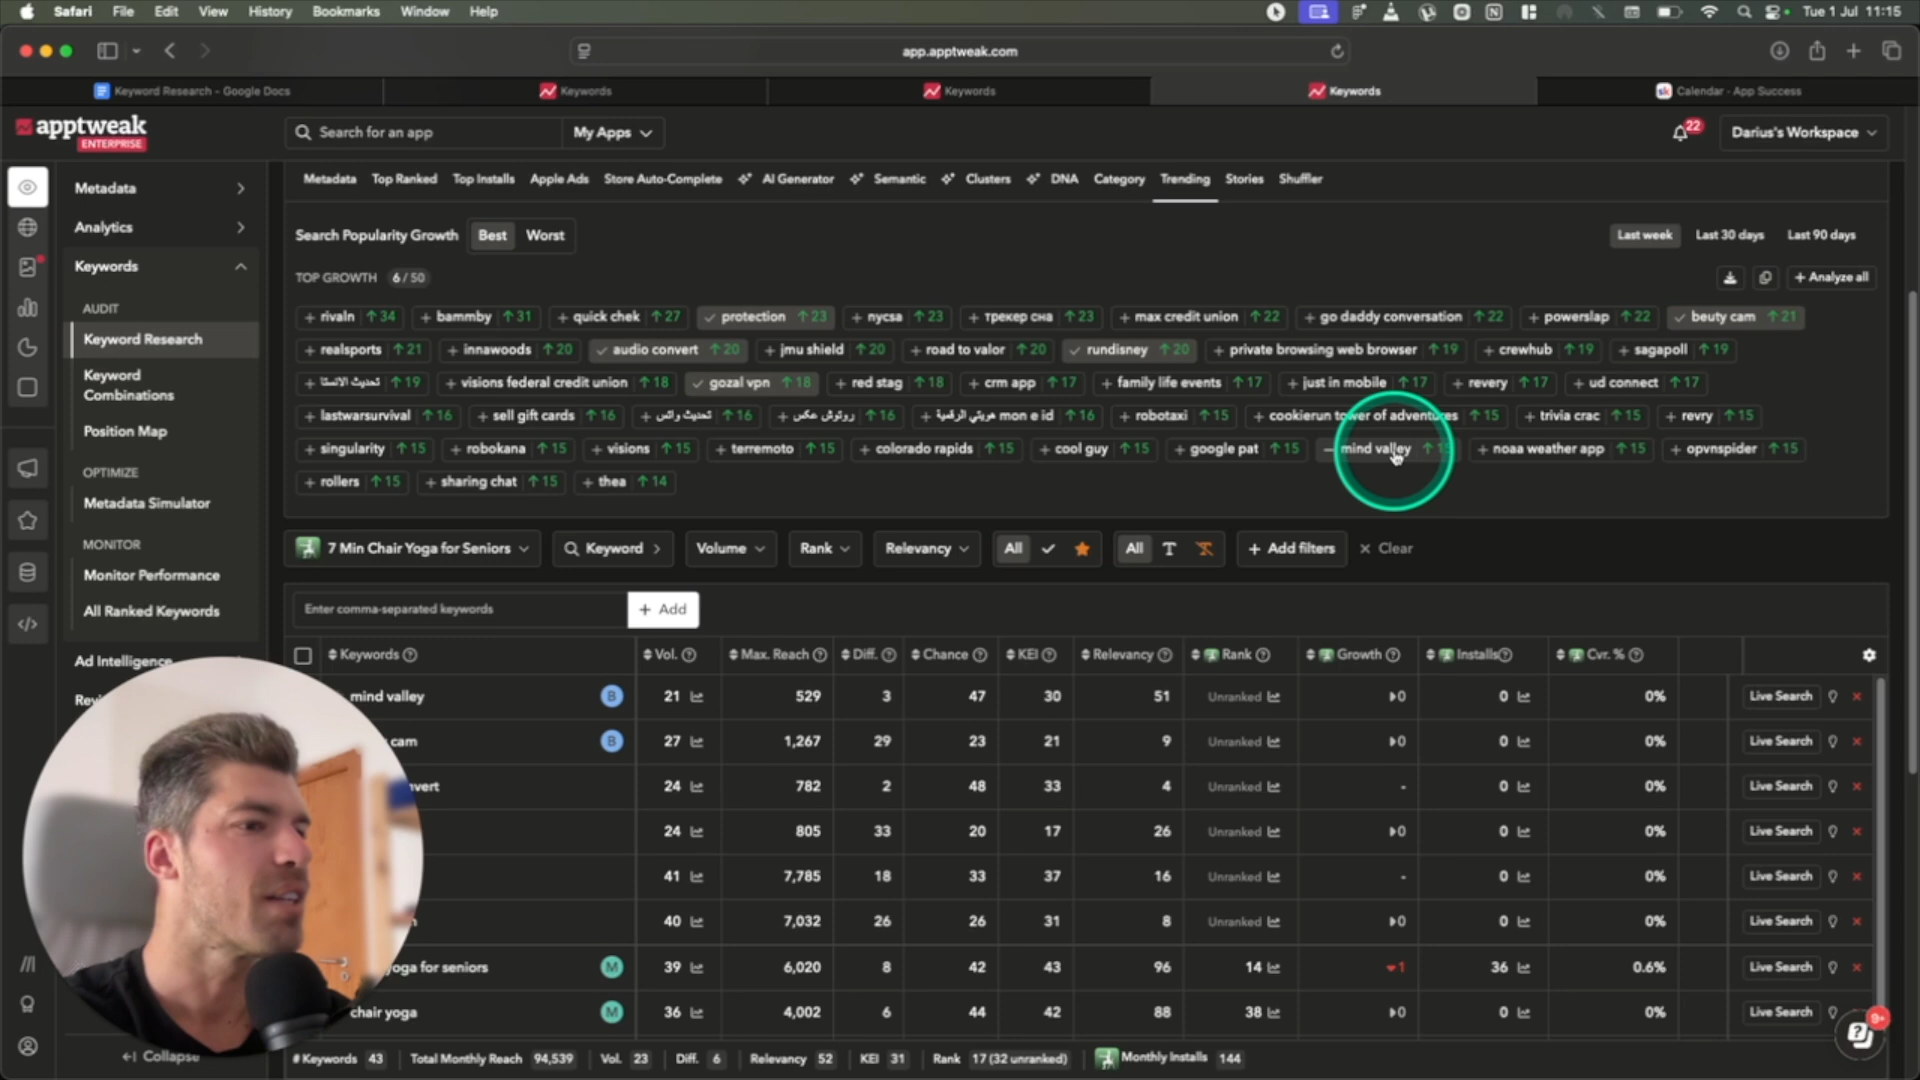 Safari File Edit View History Bookmarks Window Help Tue 1 Jul 11:15
app.apptweak.com
Keyword Research - Google Docs Keywords Keywords Keywords Calendar - App Success
apptweak
ENTERPRISE
Search for an app My Apps 22 Darius's Workspace
Metadata
Analytics
Keywords
AUDIT
Keyword Research
Keyword
Combinations
Position Map
OPTIMIZE
Metadata Simulator
MONITOR
Monitor Performance
All Ranked Keywords
Ad Intelligence
Collapse
Metadata Top Ranked Top Installs Apple Ads Store Auto-Complete AI Generator Semantic Clusters DNA Category Trending Stories Shuffler
Search Popularity Growth Best Worst Last week Last 30 days Last 90 days
TOP GROWTH 6 / 50 + Analyze all
+ rivaln ↑34 + bammby ↑31 + quick chek ↑27 ✓ protection ↑23 + nycsa ↑23 + трекер сна ↑23 + max credit union ↑22 + go daddy conversation ↑22 + powerslap ↑22 ✓ beuty cam ↑21
+ realsports ↑21 + innawoods ↑20 ✓ audio convert ↑20 + jmu shield ↑20 + road to valor ↑20 ✓ rundisney ↑20 + private browsing web browser ↑19 + crewhub ↑19 + sagapoll ↑19
+ تحديث الانستا ↑19 + visions federal credit union ↑18 ✓ gozal vpn ↑18 + red stag ↑18 + crm app ↑17 + family life events ↑17 + just in mobile ↑17 + revery ↑17 + ud connect ↑17
+ lastwarsurvival ↑16 + sell gift cards ↑16 + تحديث واتس ↑16 + روتوش عكس ↑16 + هويتي الرقمية mon e id ↑16 + robotaxi ↑15 + cookierun tower of adventures ↑15 + trivia crac ↑15 + revry ↑15
+ singularity ↑15 + robokana ↑15 + visions ↑15 + terremoto ↑15 + colorado rapids ↑15 + cool guy ↑15 + google pat ↑15 − mind valley ↑15 + noaa weather app ↑15 + opvnspider ↑15
+ rollers ↑15 + sharing chat ↑15 + thea ↑14
7 Min Chair Yoga for Seniors Keyword Volume Rank Relevancy All All T + Add filters × Clear
Enter comma-separated keywords + Add
Keywords Vol. Max. Reach Diff. Chance KEI Relevancy Rank Growth Installs Cvr. %
mind valley B 21 529 3 47 30 51 Unranked 0 0 0% Live Search
cam B 27 1,267 29 23 21 9 Unranked 0 0 0% Live Search
24 782 2 48 33 4 Unranked - 0 0% Live Search
24 805 33 20 17 26 Unranked 0 0 0% Live Search
41 7,785 18 33 37 16 Unranked - 0 0% Live Search
40 7,032 26 26 31 8 Unranked 0 0 0% Live Search
yoga for seniors M 39 6,020 8 42 43 96 14 1 36 0.6% Live Search
chair yoga M 36 4,002 6 44 42 88 38 0 0 0% Live Search
# Keywords 43 Total Monthly Reach 94,539 Vol. 23 Diff. 6 Relevancy 52 KEI 31 Rank 17 (32 unranked) Monthly Installs 144
9+